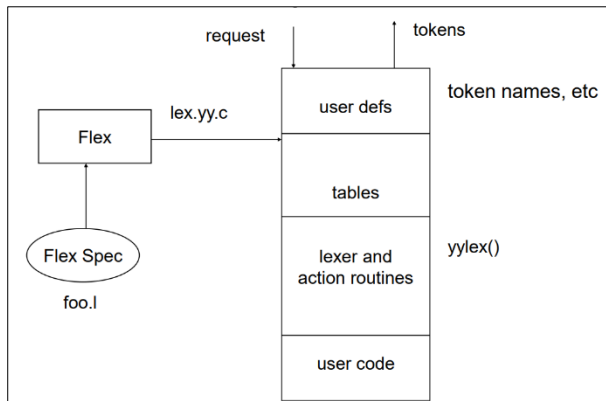 request
tokens
user defs
token names, etc
lex.yy.c
Flex
tables
Flex Spec
foo.l
lexer and
action routines
yylex()
user code